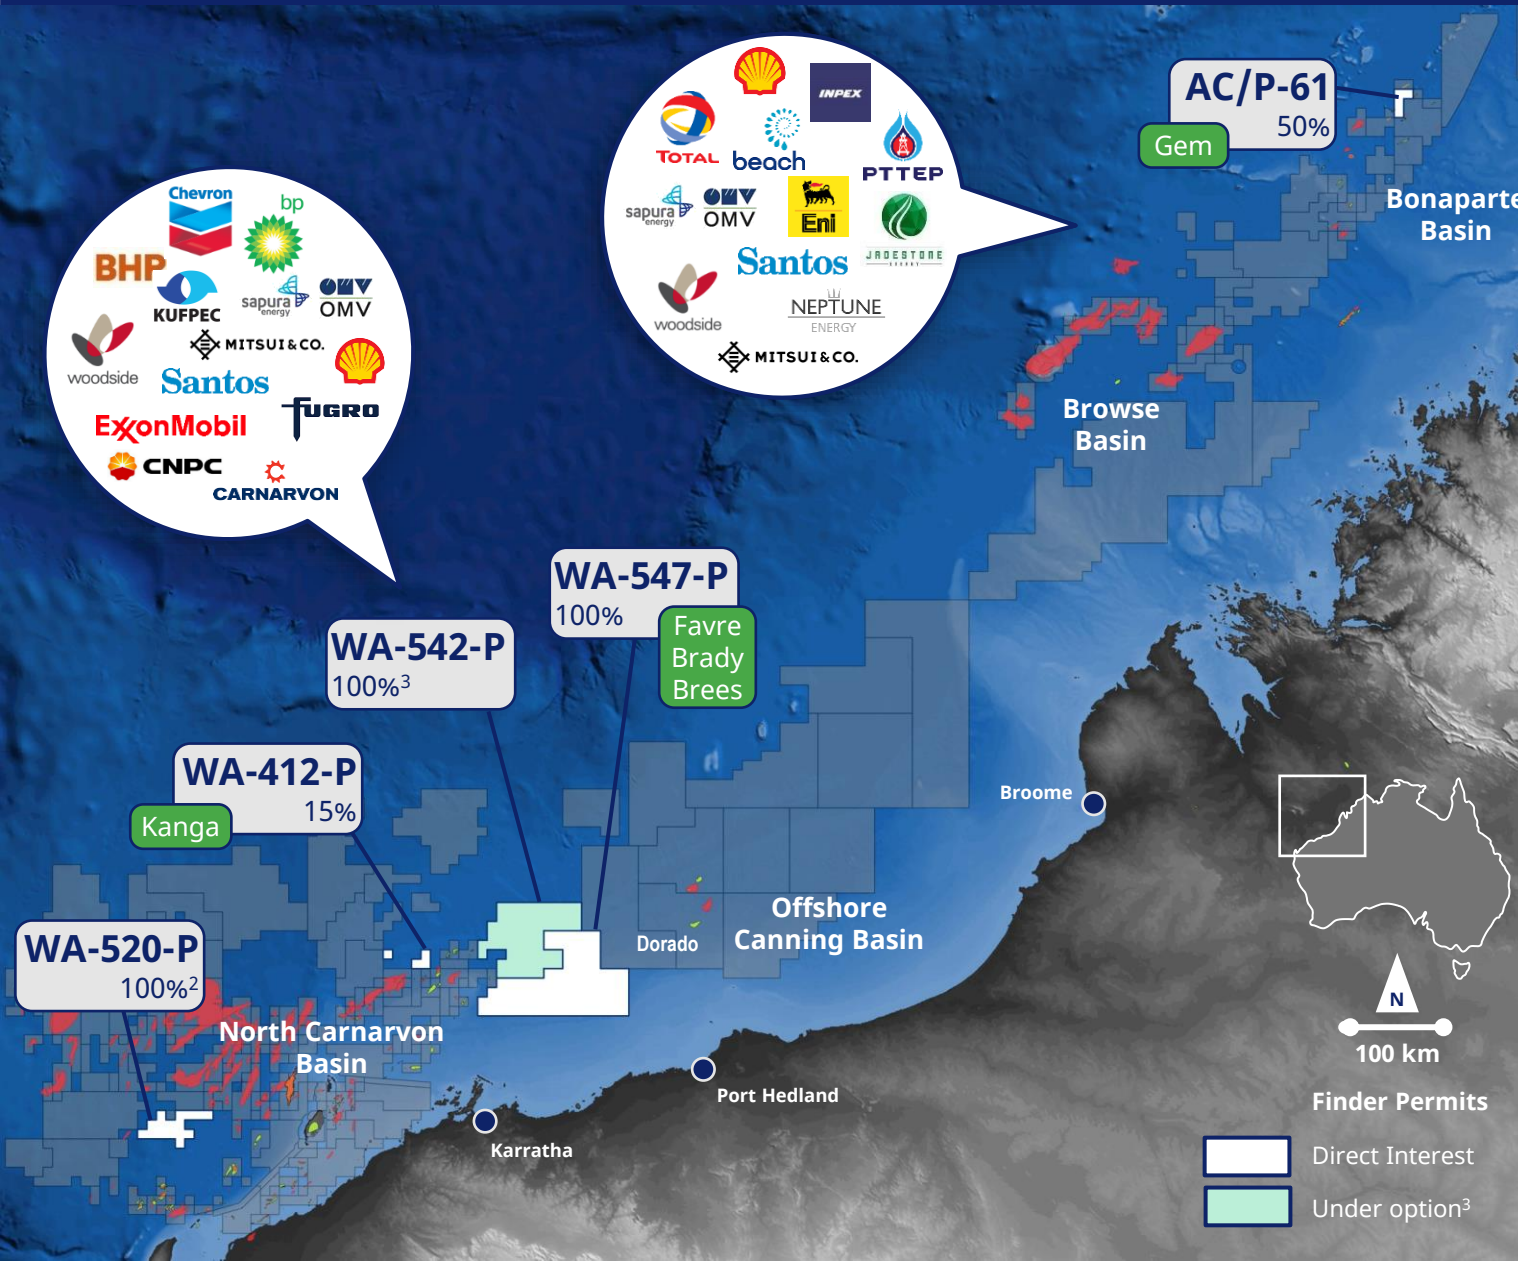 INPEX
TOTAL
beach
PTTEP
sapura
energy
OMV
Eni
JADESTONE
ENERGY
Santos
woodside
NEPTUNE
ENERGY
MITSUI & CO.
AC/P-61
50%
Gem
Bonaparte
Basin
Chevron
bp
BHP
KUFPEC
sapura
energy
OMV
MITSUI & CO.
woodside
Santos
FUGRO
ExxonMobil
CNPC
CARNARVON
Browse
Basin
WA-547-P
100%
Favre
Brady
Brees
WA-542-P
100%³
WA-412-P
15%
Kanga
WA-520-P
100%²
North Carnarvon
Basin
Dorado
Offshore
Canning Basin
Broome
Port Hedland
Karratha
N
100 km
Finder Permits
Direct Interest
Under option³